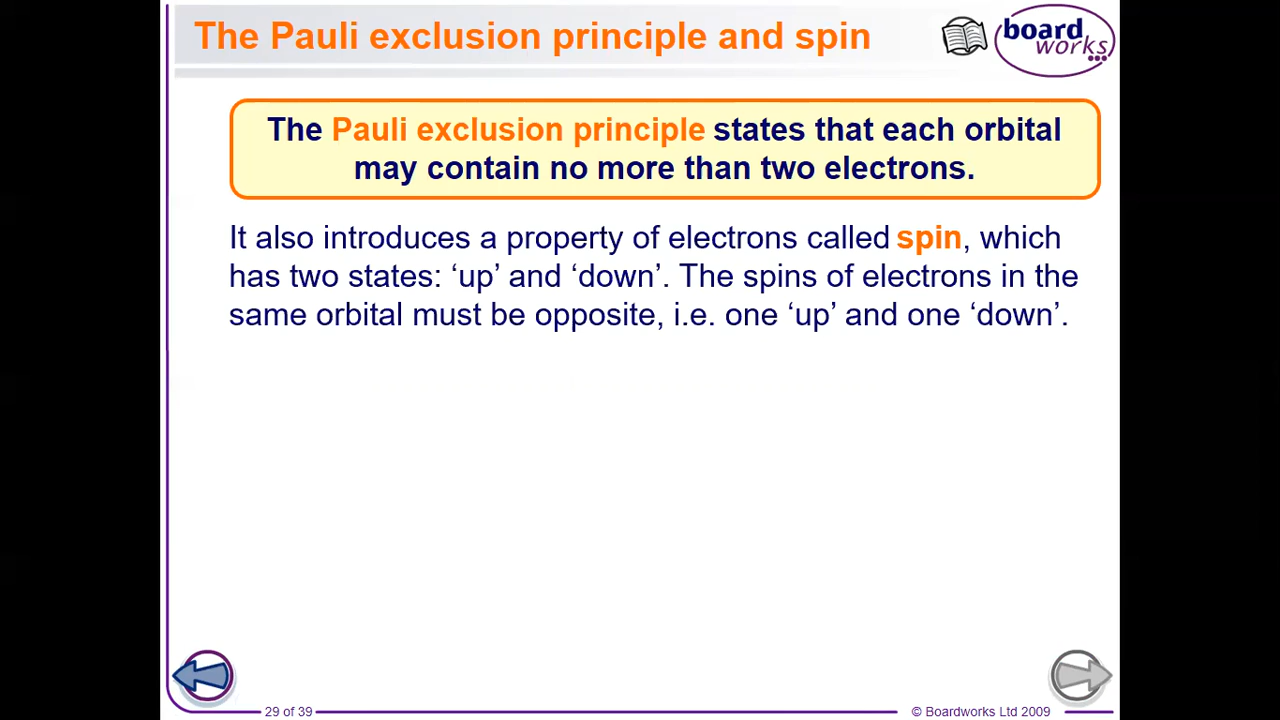 The Pauli exclusion principle and spin
board
works
The Pauli exclusion principle states that each orbital
may contain no more than two electrons.
It also introduces a property of electrons called spin, which
has two states: ‘up’ and ‘down’. The spins of electrons in the
same orbital must be opposite, i.e. one ‘up’ and one ‘down’.
29 of 39
© Boardworks Ltd 2009